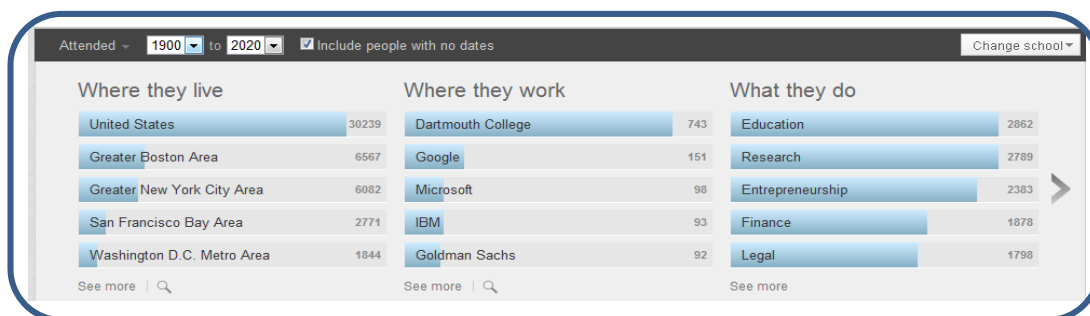 Attended 1900 to 2020 Include people with no dates Change school
Where they live
United States 30239
Greater Boston Area 6567
Greater New York City Area 6082
San Francisco Bay Area 2771
Washington D.C. Metro Area 1844
See more
Where they work
Dartmouth College 743
Google 151
Microsoft 98
IBM 93
Goldman Sachs 92
See more
What they do
Education 2862
Research 2789
Entrepreneurship 2383
Finance 1878
Legal 1798
See more